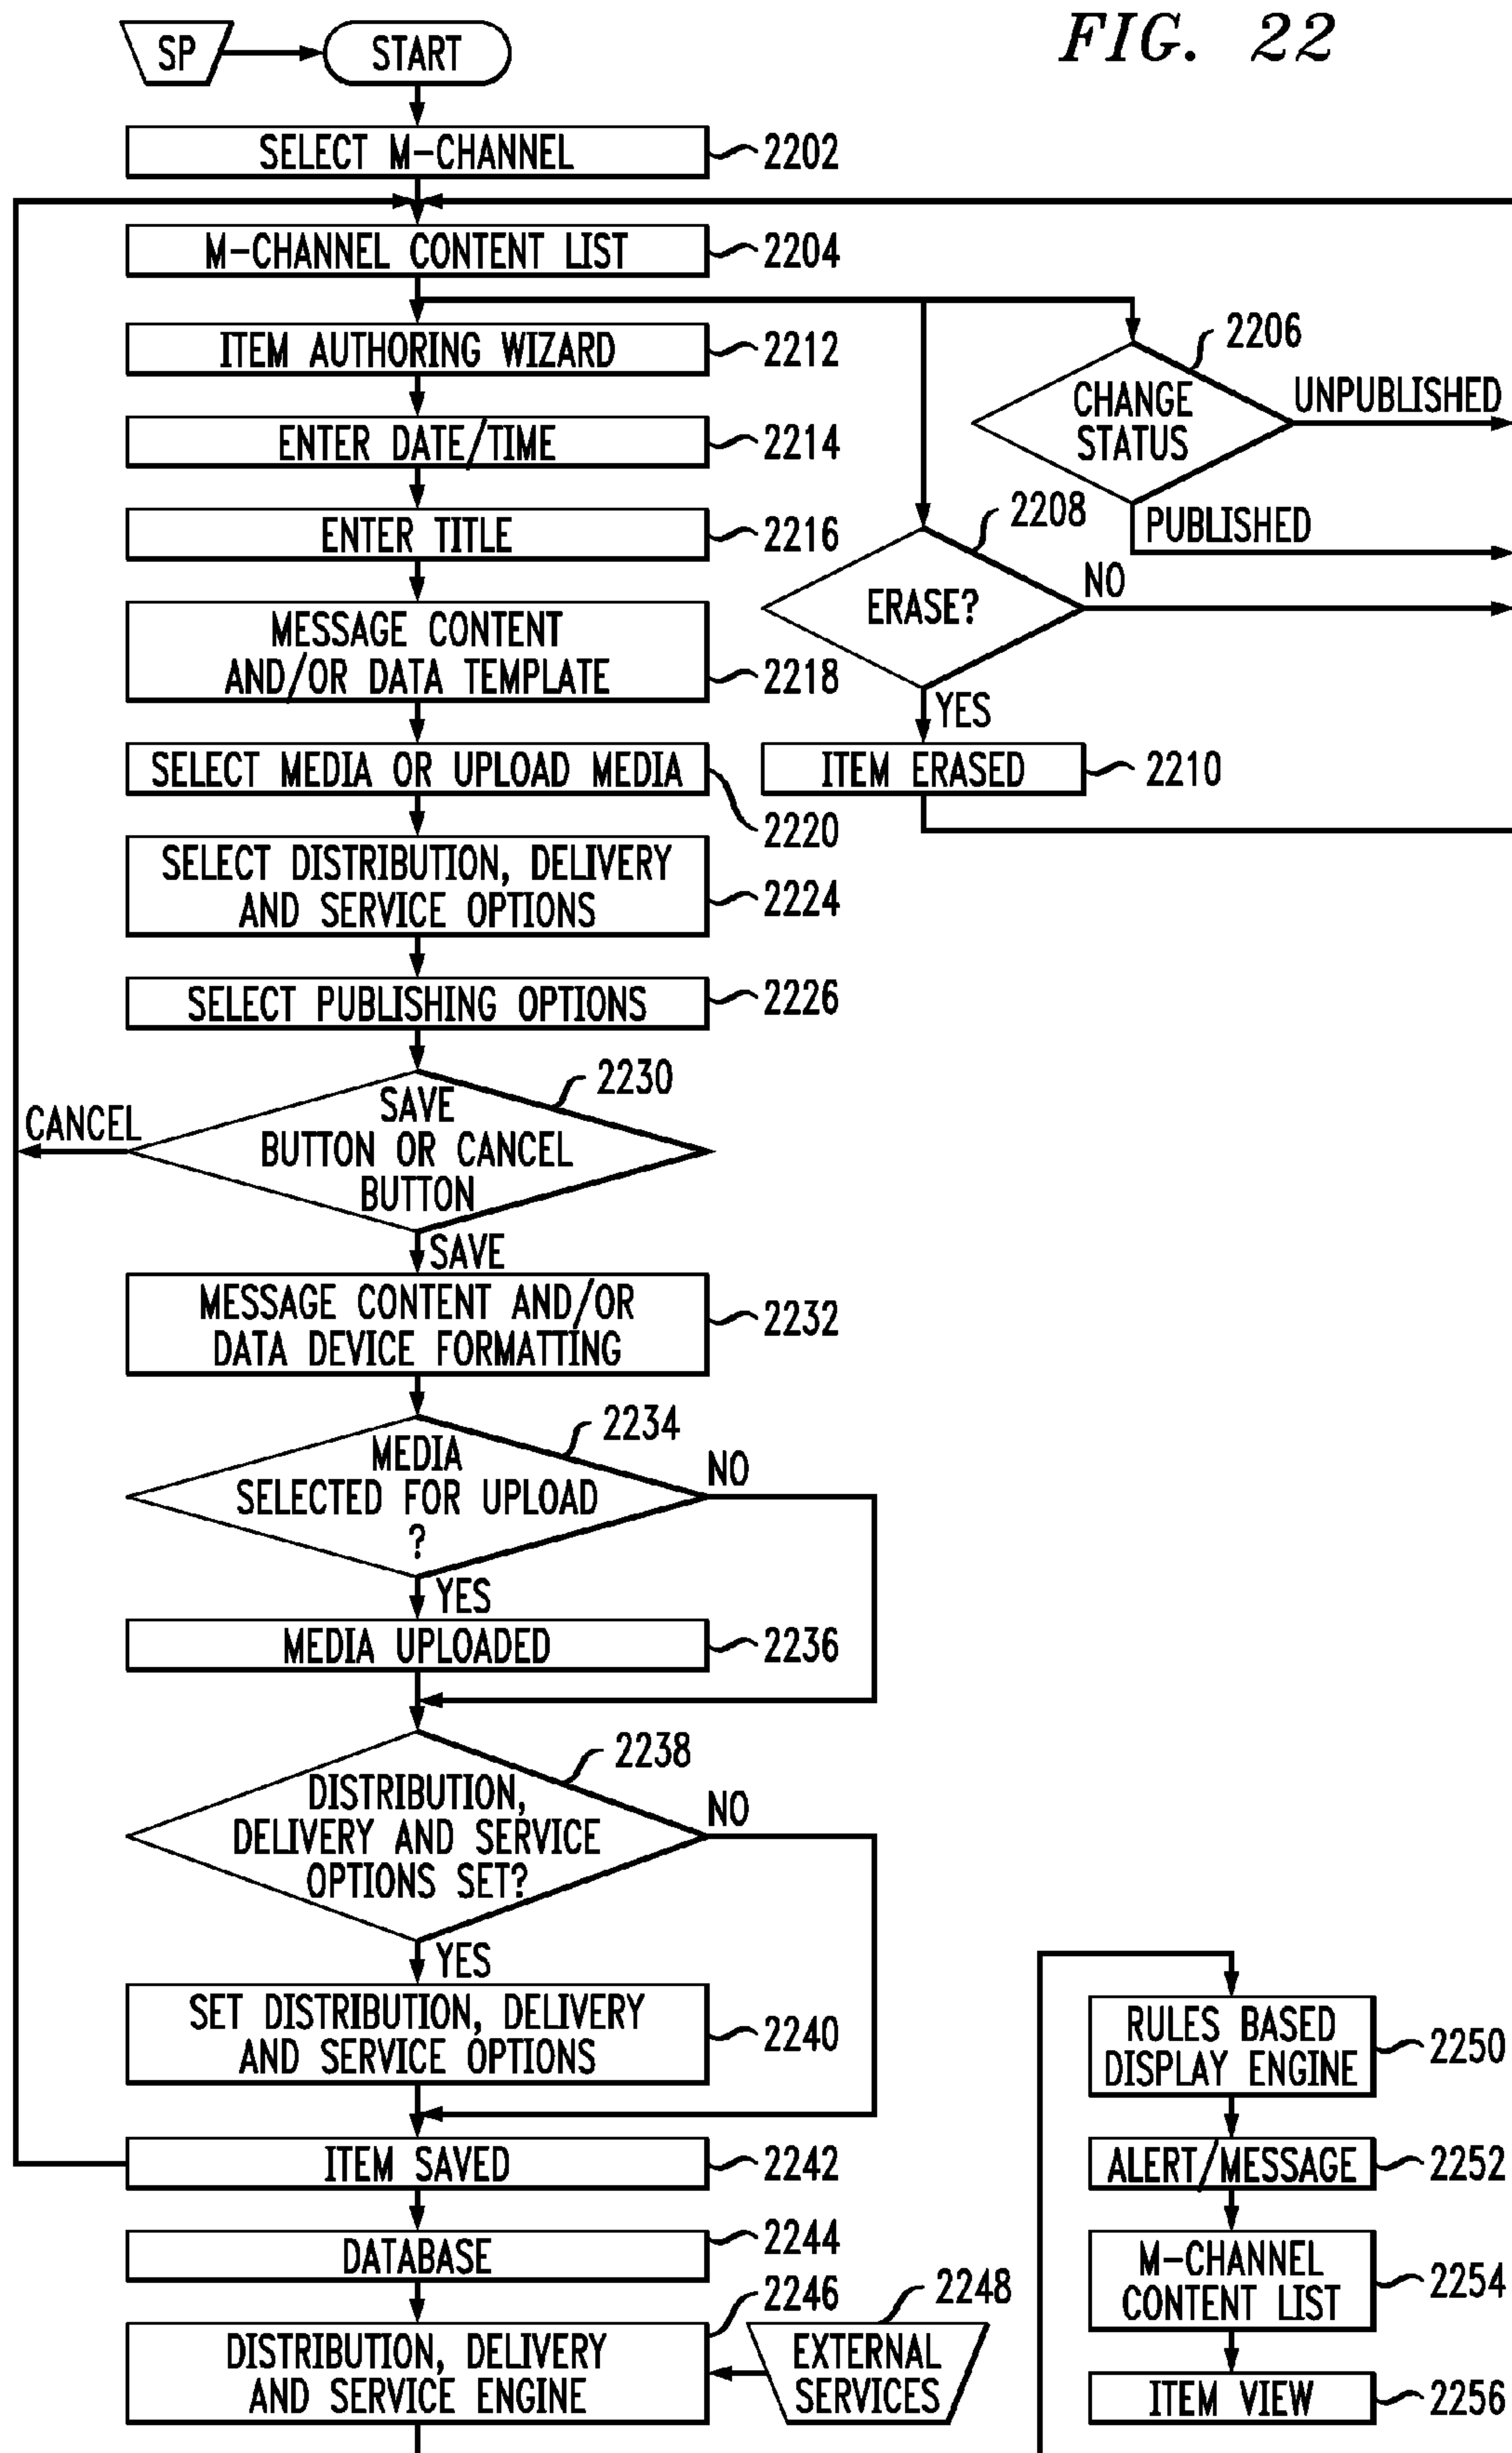 FIG. 22
SP
START
SELECT M-CHANNEL
2202
M-CHANNEL CONTENT LIST
2204
ITEM AUTHORING WIZARD
2212
2206
CHANGE
STATUS
UNPUBLISHED
PUBLISHED
ENTER DATE/TIME
2214
ENTER TITLE
2216
2208
ERASE?
NO
YES
MESSAGE CONTENT
AND/OR DATA TEMPLATE
2218
SELECT MEDIA OR UPLOAD MEDIA
2220
ITEM ERASED
2210
SELECT DISTRIBUTION, DELIVERY
AND SERVICE OPTIONS
2224
SELECT PUBLISHING OPTIONS
2226
2230
SAVE
BUTTON OR CANCEL
BUTTON
CANCEL
SAVE
MESSAGE CONTENT AND/OR
DATA DEVICE FORMATTING
2232
2234
MEDIA
SELECTED FOR UPLOAD
?
NO
YES
MEDIA UPLOADED
2236
2238
DISTRIBUTION,
DELIVERY AND SERVICE
OPTIONS SET?
NO
YES
SET DISTRIBUTION, DELIVERY
AND SERVICE OPTIONS
2240
ITEM SAVED
2242
DATABASE
2244
2246
DISTRIBUTION, DELIVERY
AND SERVICE ENGINE
2248
EXTERNAL
SERVICES
RULES BASED
DISPLAY ENGINE
2250
ALERT/MESSAGE
2252
M-CHANNEL
CONTENT LIST
2254
ITEM VIEW
2256